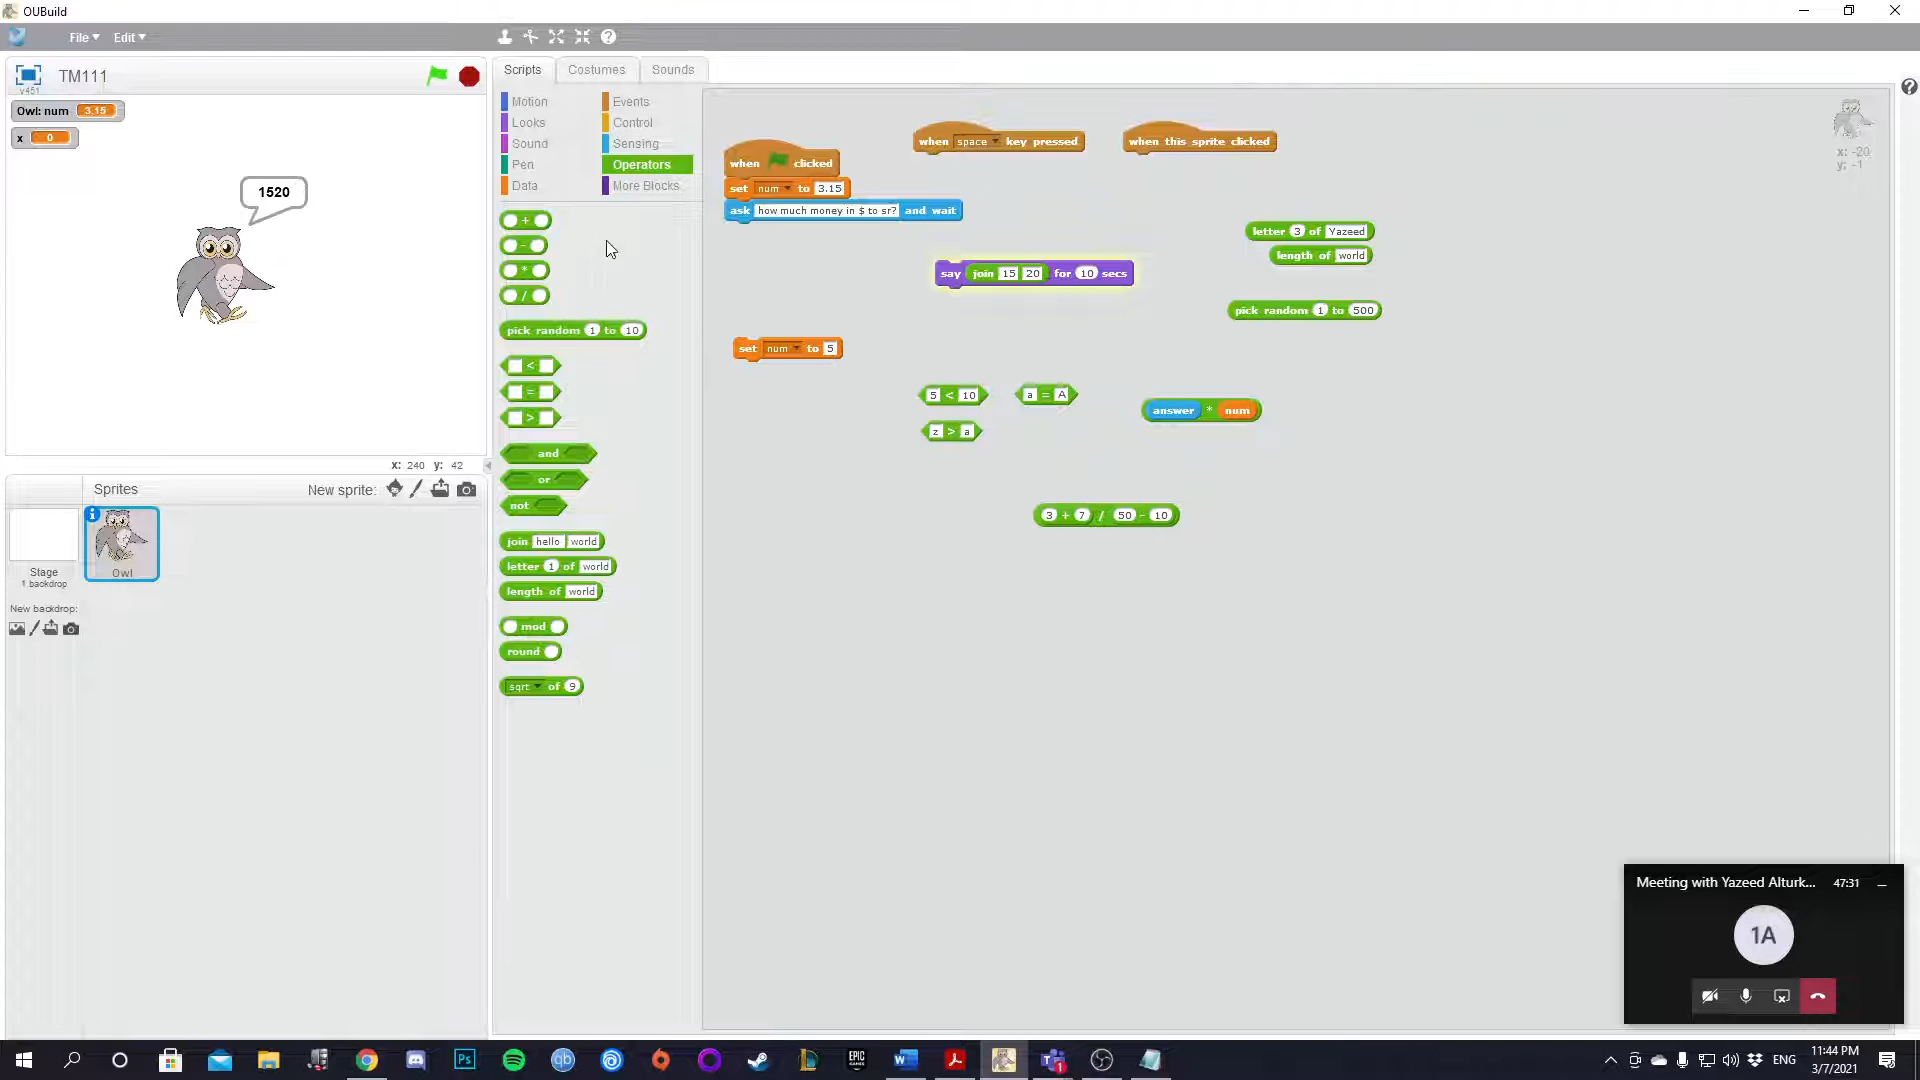 OUBuild
File Edit
TM111
v451
Owl: num 3.15
x 0
1520
x: 240 y: 42
Sprites New sprite:
Stage
1 backdrop
Owl
New backdrop:
Scripts Costumes Sounds
Motion Events
Looks Control
Sound Sensing
Pen Operators
Data More Blocks
+
-
*
/
pick random 1 to 10
<
=
>
and
or
not
join hello world
letter 1 of world
length of world
mod
round
sqrt of 9
when clicked
set num to 3.15
ask how much money in $ to sr? and wait
when space key pressed
when this sprite clicked
say join 15 20 for 10 secs
set num to 5
5 < 10
a = A
z > a
letter 3 of Yazeed
length of world
pick random 1 to 500
answer * num
3 + 7 / 50 - 10
x: -20
y: -1
Meeting with Yazeed Alturk... 47:31
1A
Ps
qb
EPIC
GAMES
1
ENG
11:44 PM
3/7/2021